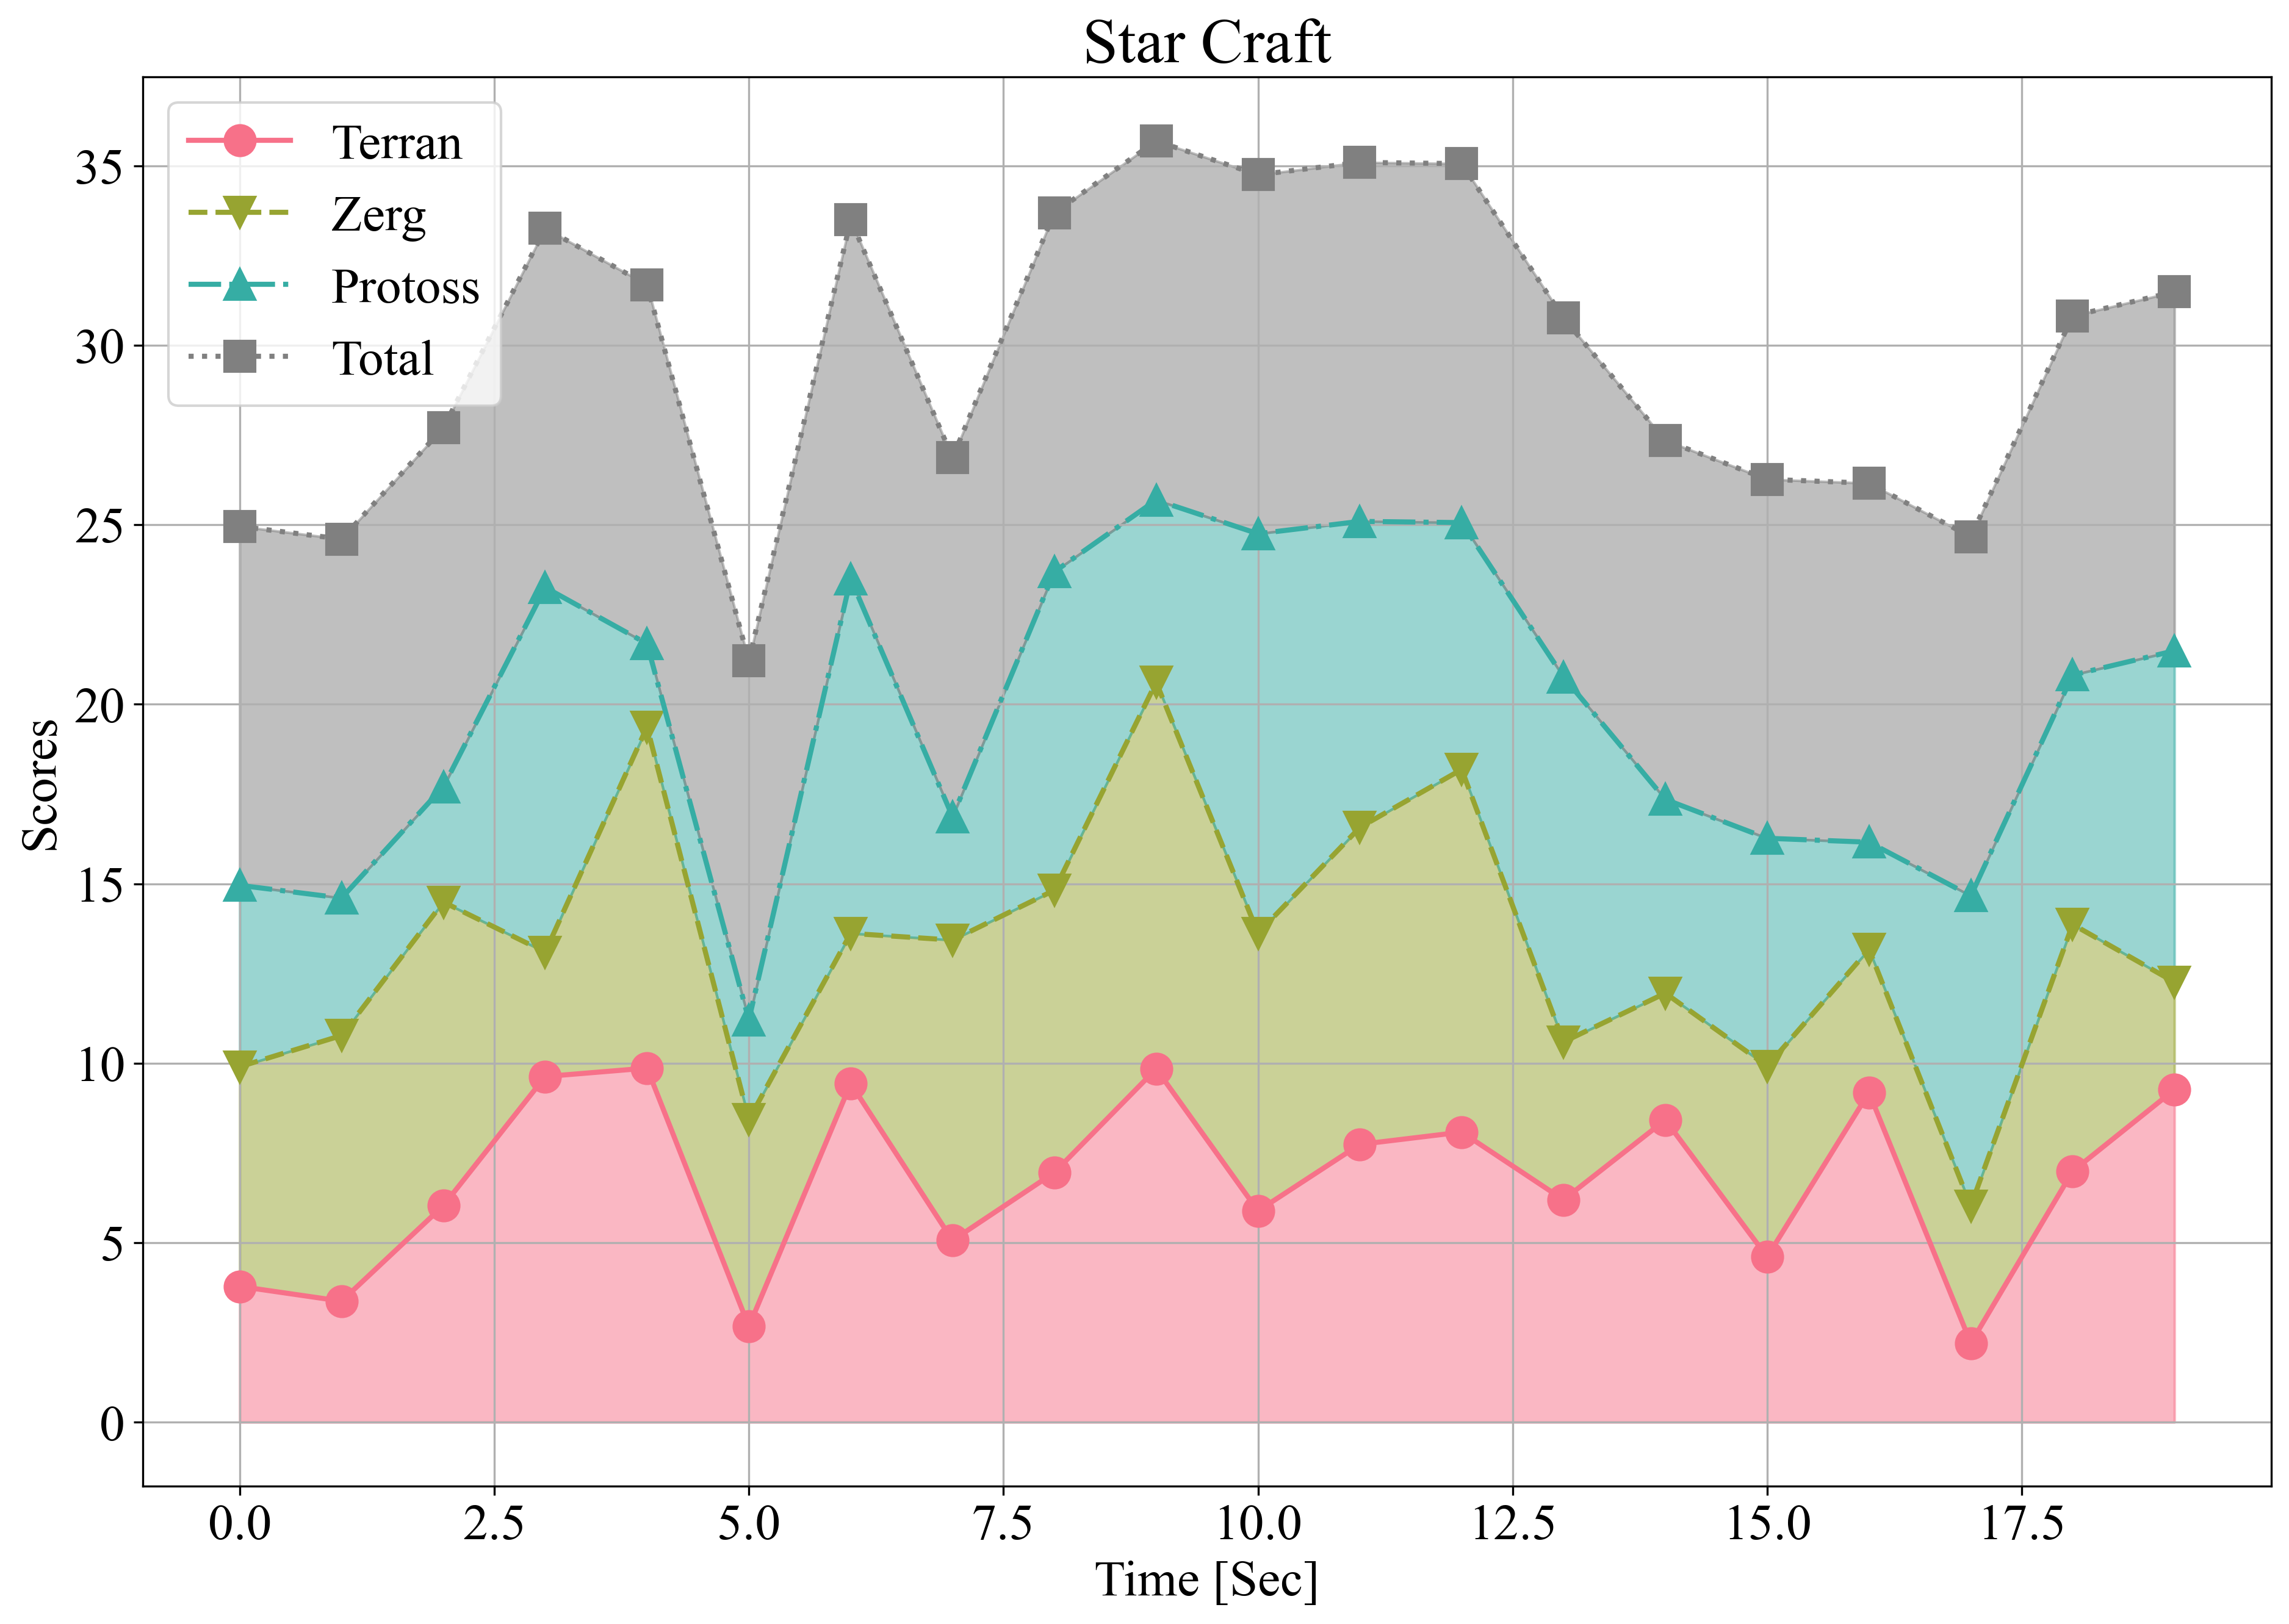 Star Craft
Terran
Zerg
Protoss
Total
35
30
25
20
15
10
5
0
Scores
0.0 2.5 5.0 7.5 10.0 12.5 15.0 17.5
Time [Sec]